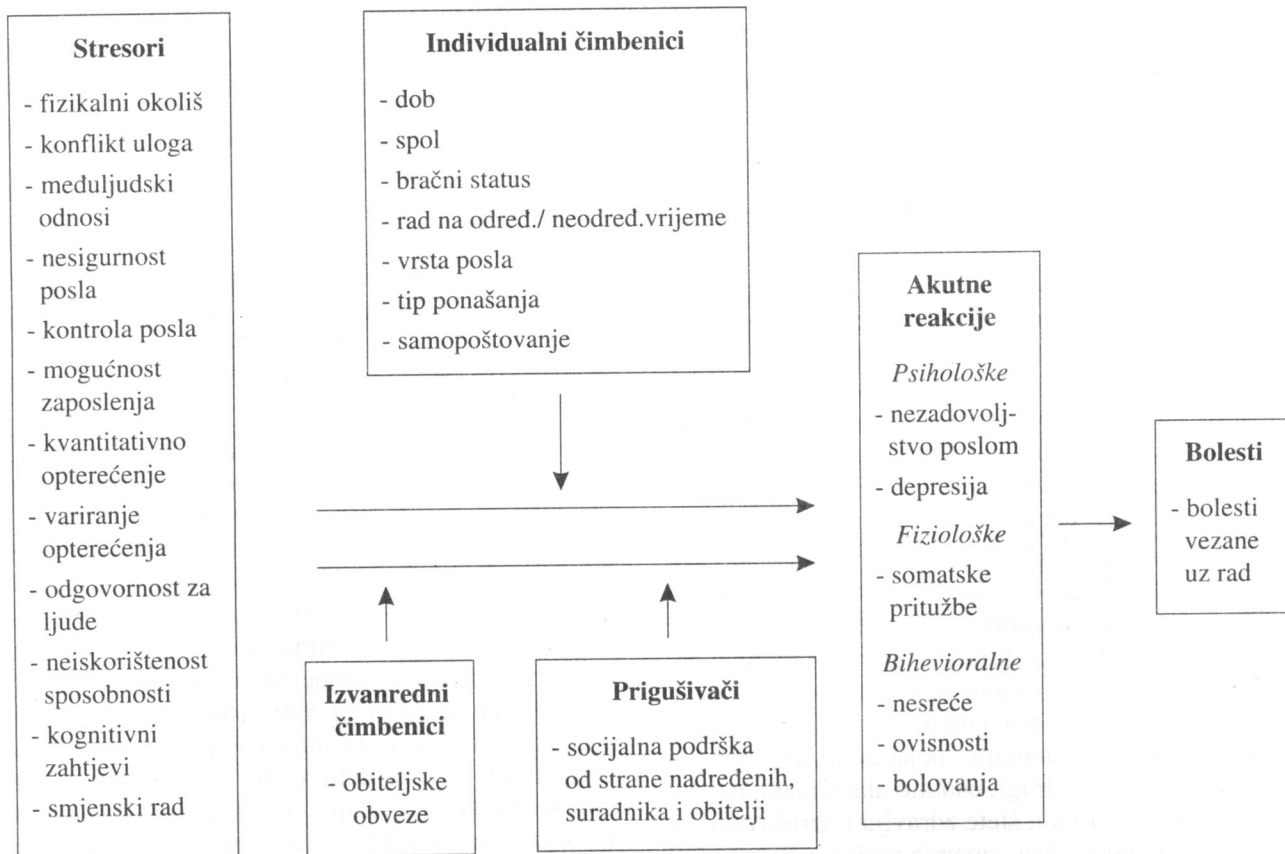 Stresori
- fizikalni okoliš
- konflikt uloga
- međuljudski
odnosi
- nesigurnost
posla
- kontrola posla
- mogućnost
zaposlenja
- kvantitativno
opterećenje
- variranje
opterećenja
- odgovornost za
ljude
- neiskorištenost
sposobnosti
- kognitivni
zahtjevi
- smjenski rad
Individualni čimbenici
- dob
- spol
- bračni status
- rad na određ./ neodređ.vrijeme
- vrsta posla
- tip ponašanja
- samopoštovanje
Izvanredni
čimbenici
- obiteljske
obveze
Prigušivači
- socijalna podrška
od strane nadređenih,
suradnika i obitelji
Akutne
reakcije
Psihološke
- nezadovolj-
stvo poslom
- depresija
Fiziološke
- somatske
pritužbe
Bihevioralne
- nesreće
- ovisnosti
- bolovanja
Bolesti
- bolesti
vezane
uz rad